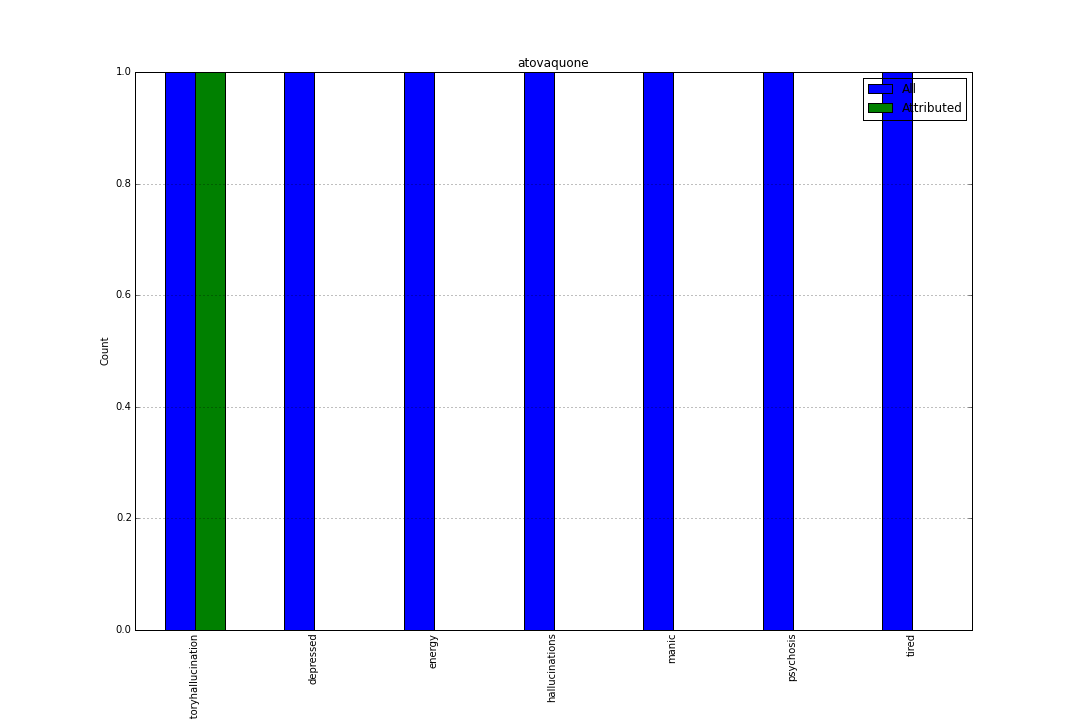 atovaquone
1.0
0.8
0.6
0.4
0.2
0.0
Count
All
Attributed
toryhallucination
depressed
energy
hallucinations
manic
psychosis
tired